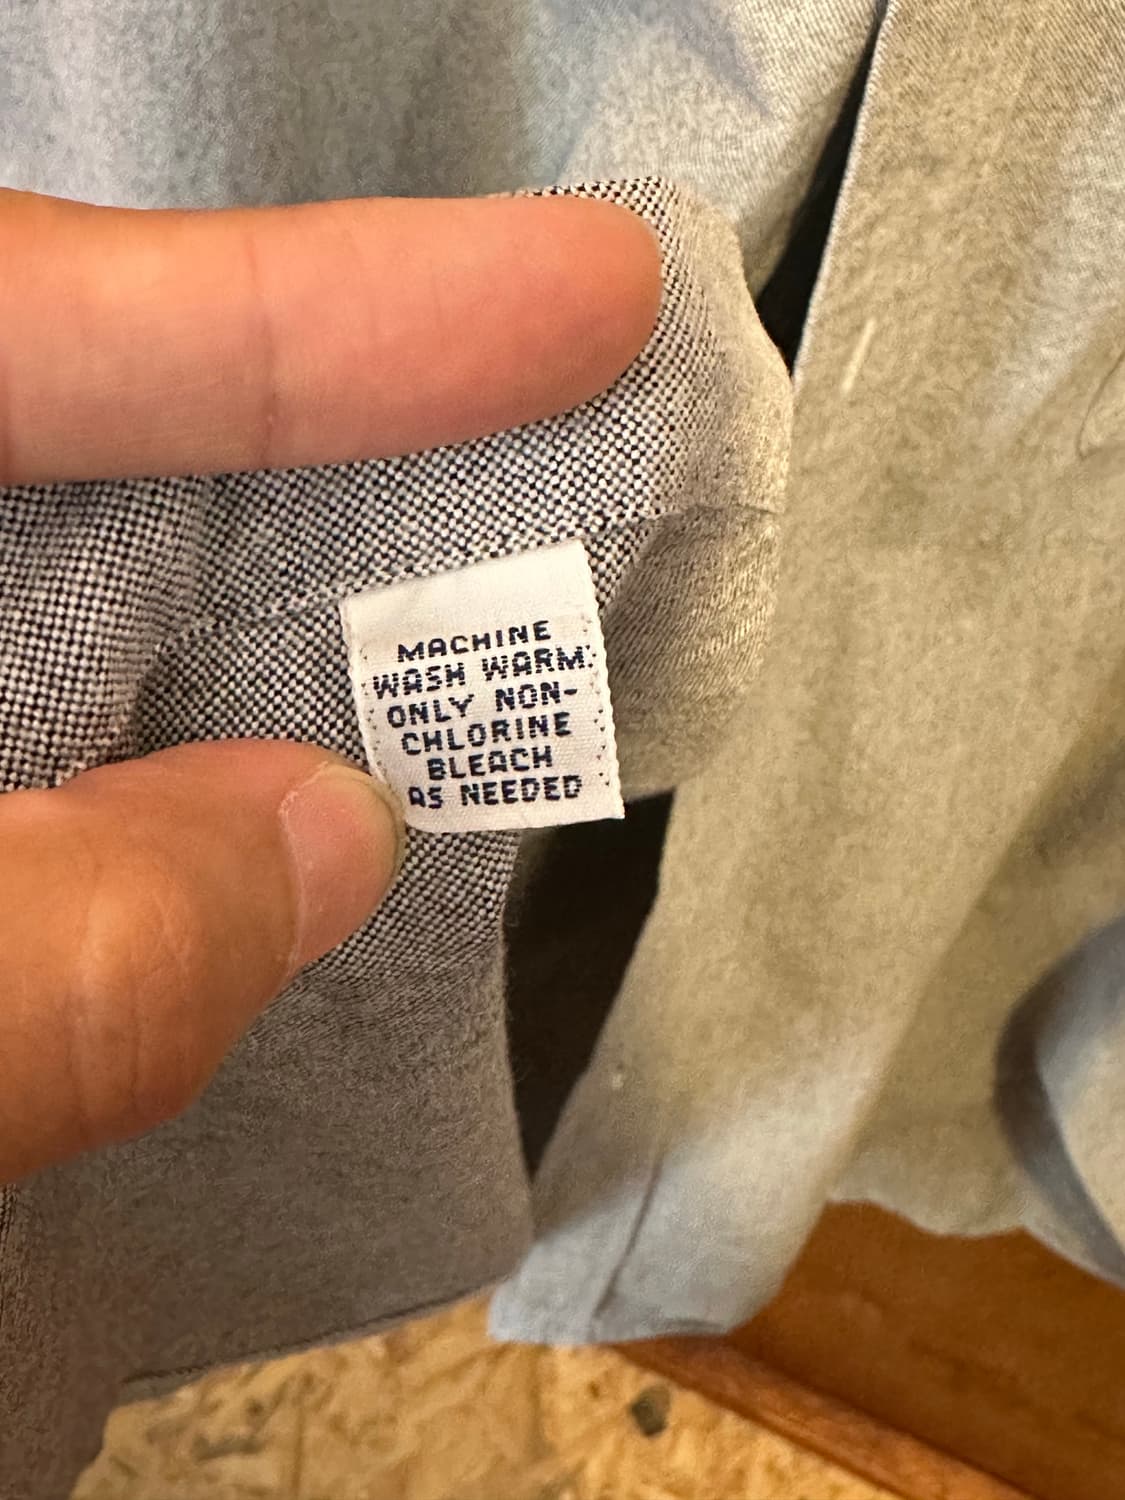 MACHINE
WASH WARM.
ONLY NON-
CHLORINE
BLEACH
AS NEEDED